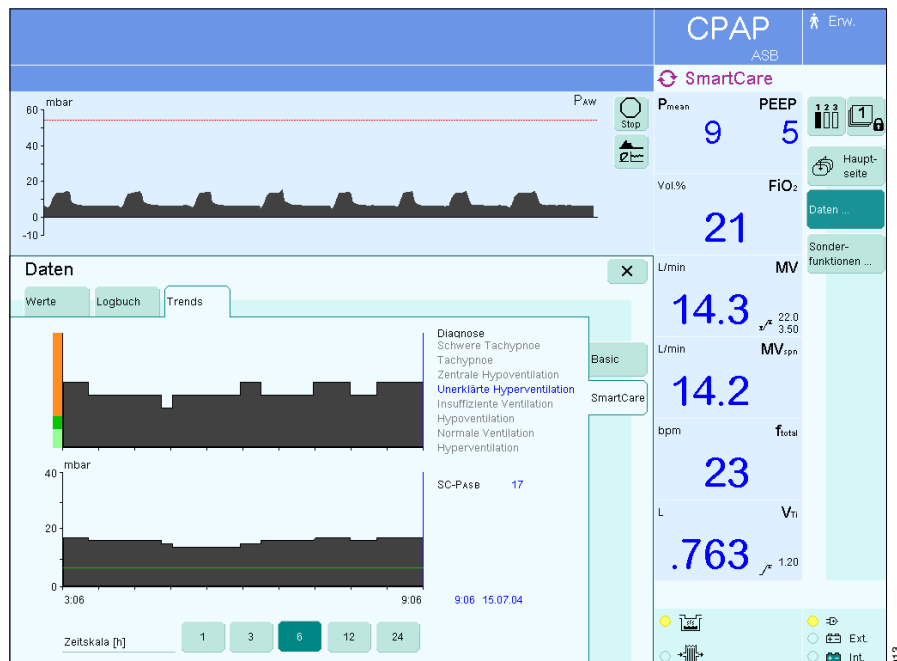 CPAP
ASB
Erw.
SmartCare
mbar
PAW
60
40
20
0
-10
Stop
Pmean PEEP
9 5
1 2 3
1
Haupt-
seite
Vol.% FiO2
21
Daten ...
Sonder-
funktionen ...
Daten
Werte Logbuch Trends
L/min MV
14.3 22.0
3.50
Diagnose
Schwere Tachypnoe
Tachypnoe
Zentrale Hypoventilation
Unerklärte Hyperventilation
Insuffiziente Ventilation
Hypoventilation
Normale Ventilation
Hyperventilation
Basic
SmartCare
L/min MVspn
14.2
bpm ftotal
23
mbar
40
20
0
SC-PASB 17
3:06 9:06 9:06 15.07.04
L VTi
.763 1.20
Zeitskala [h] 1 3 6 12 24
Ext.
Int.